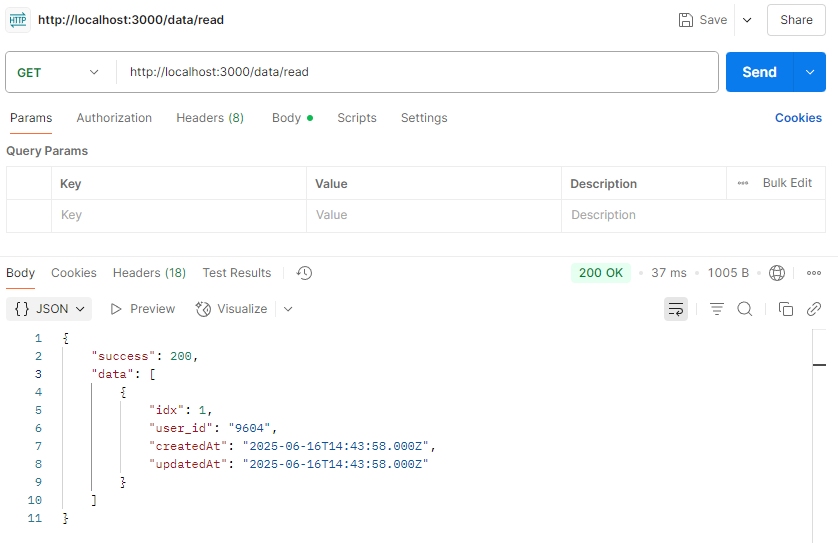 HTTP http://localhost:3000/data/read Save Share
GET http://localhost:3000/data/read Send
Params Authorization Headers (8) Body Scripts Settings Cookies
Query Params
Key Value Description Bulk Edit
Key Value Description
Body Cookies Headers (18) Test Results 200 OK 37 ms 1005 B
{} JSON Preview Visualize
1 {
2 "success": 200,
3 "data": [
4 {
5 "idx": 1,
6 "user_id": "9604",
7 "createdAt": "2025-06-16T14:43:58.000Z",
8 "updatedAt": "2025-06-16T14:43:58.000Z"
9 }
10 ]
11 }